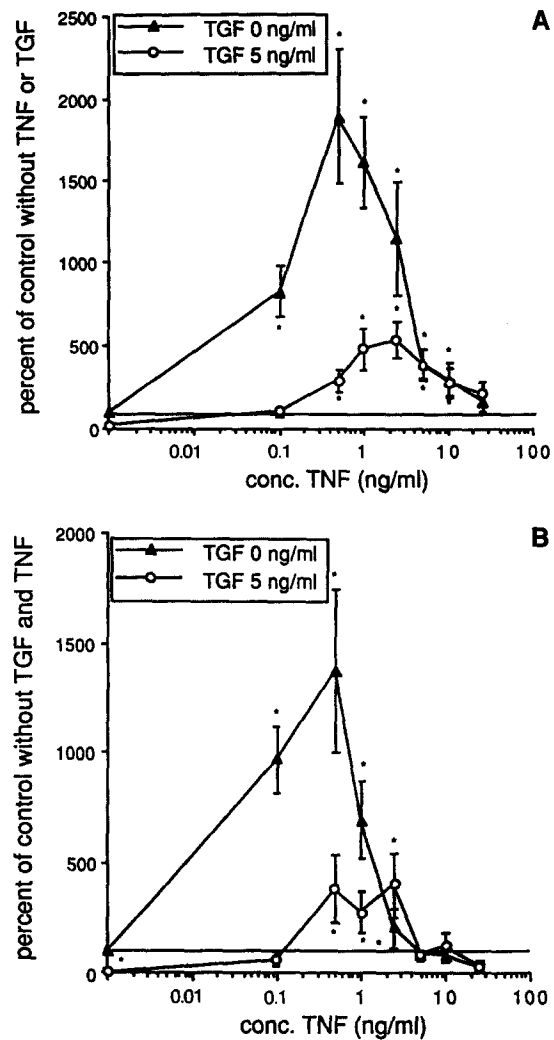 A
TGF 0 ng/ml
TGF 5 ng/ml
percent of control without TNF or TGF
2500
2000
1500
1000
500
0
0.01
0.1
1
10
100
conc. TNF (ng/ml)
B
TGF 0 ng/ml
TGF 5 ng/ml
percent of control without TGF and TNF
2000
1500
1000
500
0
0.01
0.1
1
10
100
conc. TNF (ng/ml)